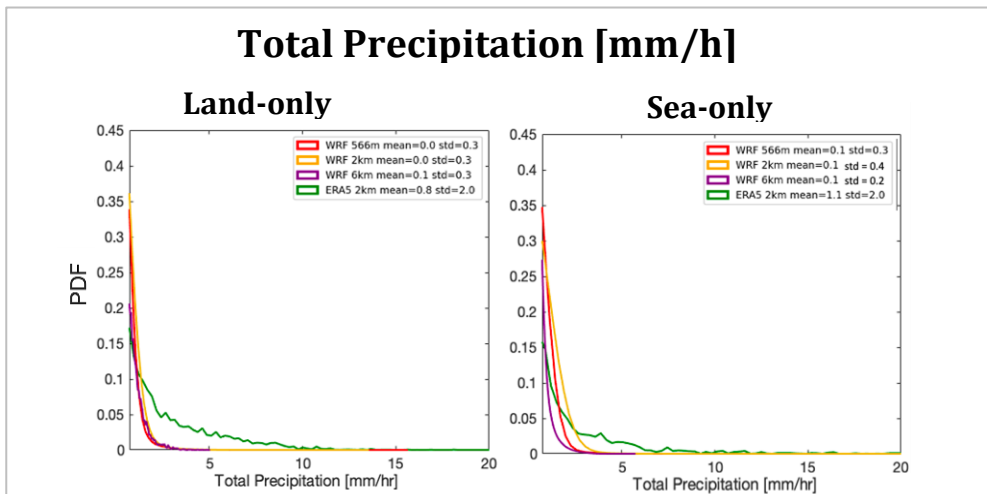 Total Precipitation [mm/h]
Land-only
Sea-only
0.45
0.4
0.35
0.3
0.25
0.2
0.15
0.1
0.05
0
PDF
WRF 566m mean=0.0 std=0.3
WRF 2km mean=0.0 std=0.3
WRF 6km mean=0.1 std=0.3
ERA5 2km mean=0.8 std=2.0
5 10 15 20
Total Precipitation [mm/hr]
0.45
0.4
0.35
0.3
0.25
0.2
0.15
0.1
0.05
0
WRF 566m mean=0.1 std=0.3
WRF 2km mean=0.1 std = 0.4
WRF 6km mean=0.1 std = 0.2
ERA5 2km mean=1.1 std=2.0
5 10 15 20
Total Precipitation [mm/hr]